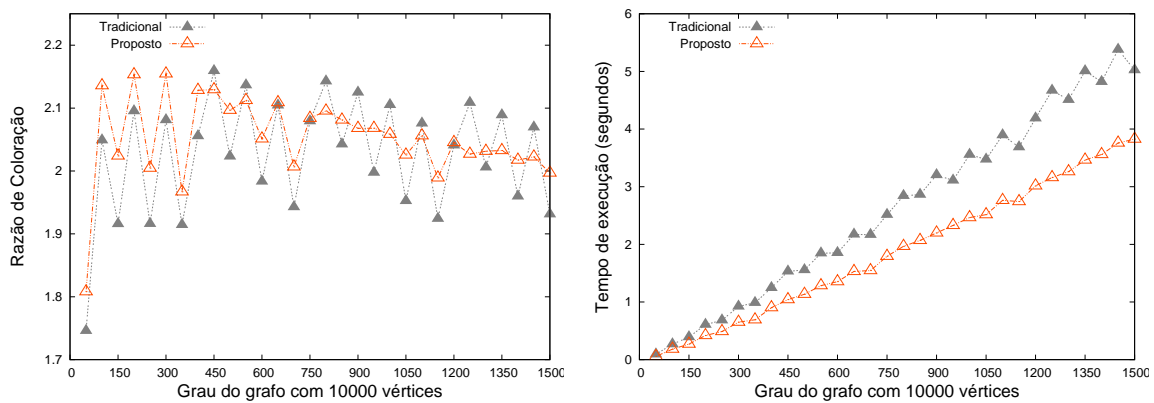 2.2
2.1
2
1.9
1.8
1.7
Razão de Coloração
Tradicional
Proposto
0 150 300 450 600 750 900 1050 1200 1350 1500
Grau do grafo com 10000 vértices
6
5
4
3
2
1
0
Tempo de execução (segundos)
Tradicional
Proposto
0 150 300 450 600 750 900 1050 1200 1350 1500
Grau do grafo com 10000 vértices